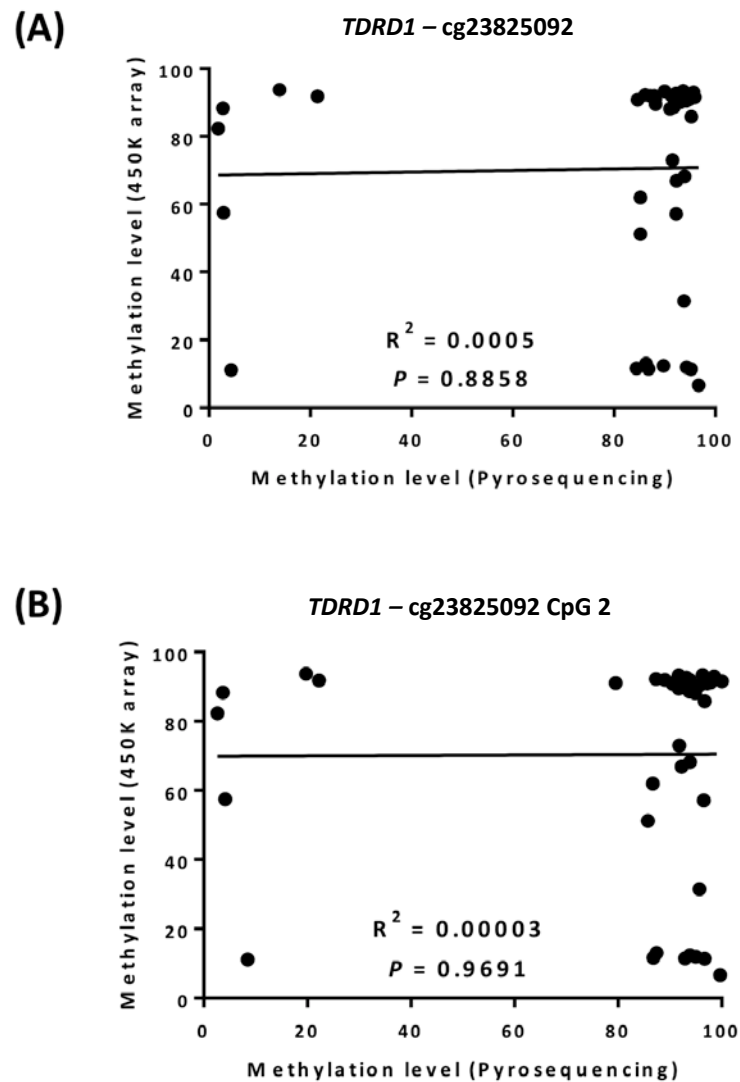 (A)
TDRD1 – cg23825092
Methylation level (450K array)
100
80
60
40
20
0
R² = 0.0005
P = 0.8858
0 20 40 60 80 100
Methylation level (Pyrosequencing)
(B)
TDRD1 – cg23825092 CpG 2
Methylation level (450K array)
100
80
60
40
20
0
R² = 0.00003
P = 0.9691
0 20 40 60 80 100
Methylation level (Pyrosequencing)